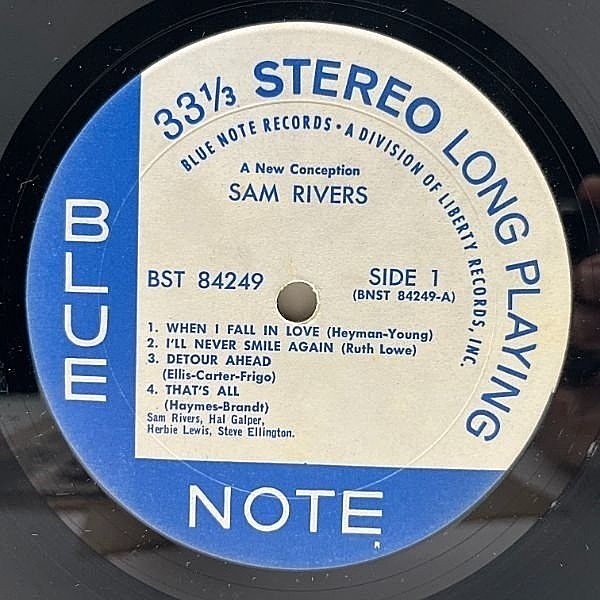 33⅓ STEREO LONG PLAYING
BLUE NOTE RECORDS • A DIVISION OF LIBERTY RECORDS, INC.
A New Conception
SAM RIVERS
BST 84249
SIDE 1
(BNST 84249-A)
1. WHEN I FALL IN LOVE (Heyman-Young)
2. I'LL NEVER SMILE AGAIN (Ruth Lowe)
3. DETOUR AHEAD
(Ellis-Carter-Frigo)
4. THAT'S ALL
(Haymes-Brandt)
Sam Rivers, Hal Galper,
Herbie Lewis, Steve Ellington.
BLUE
NOTE